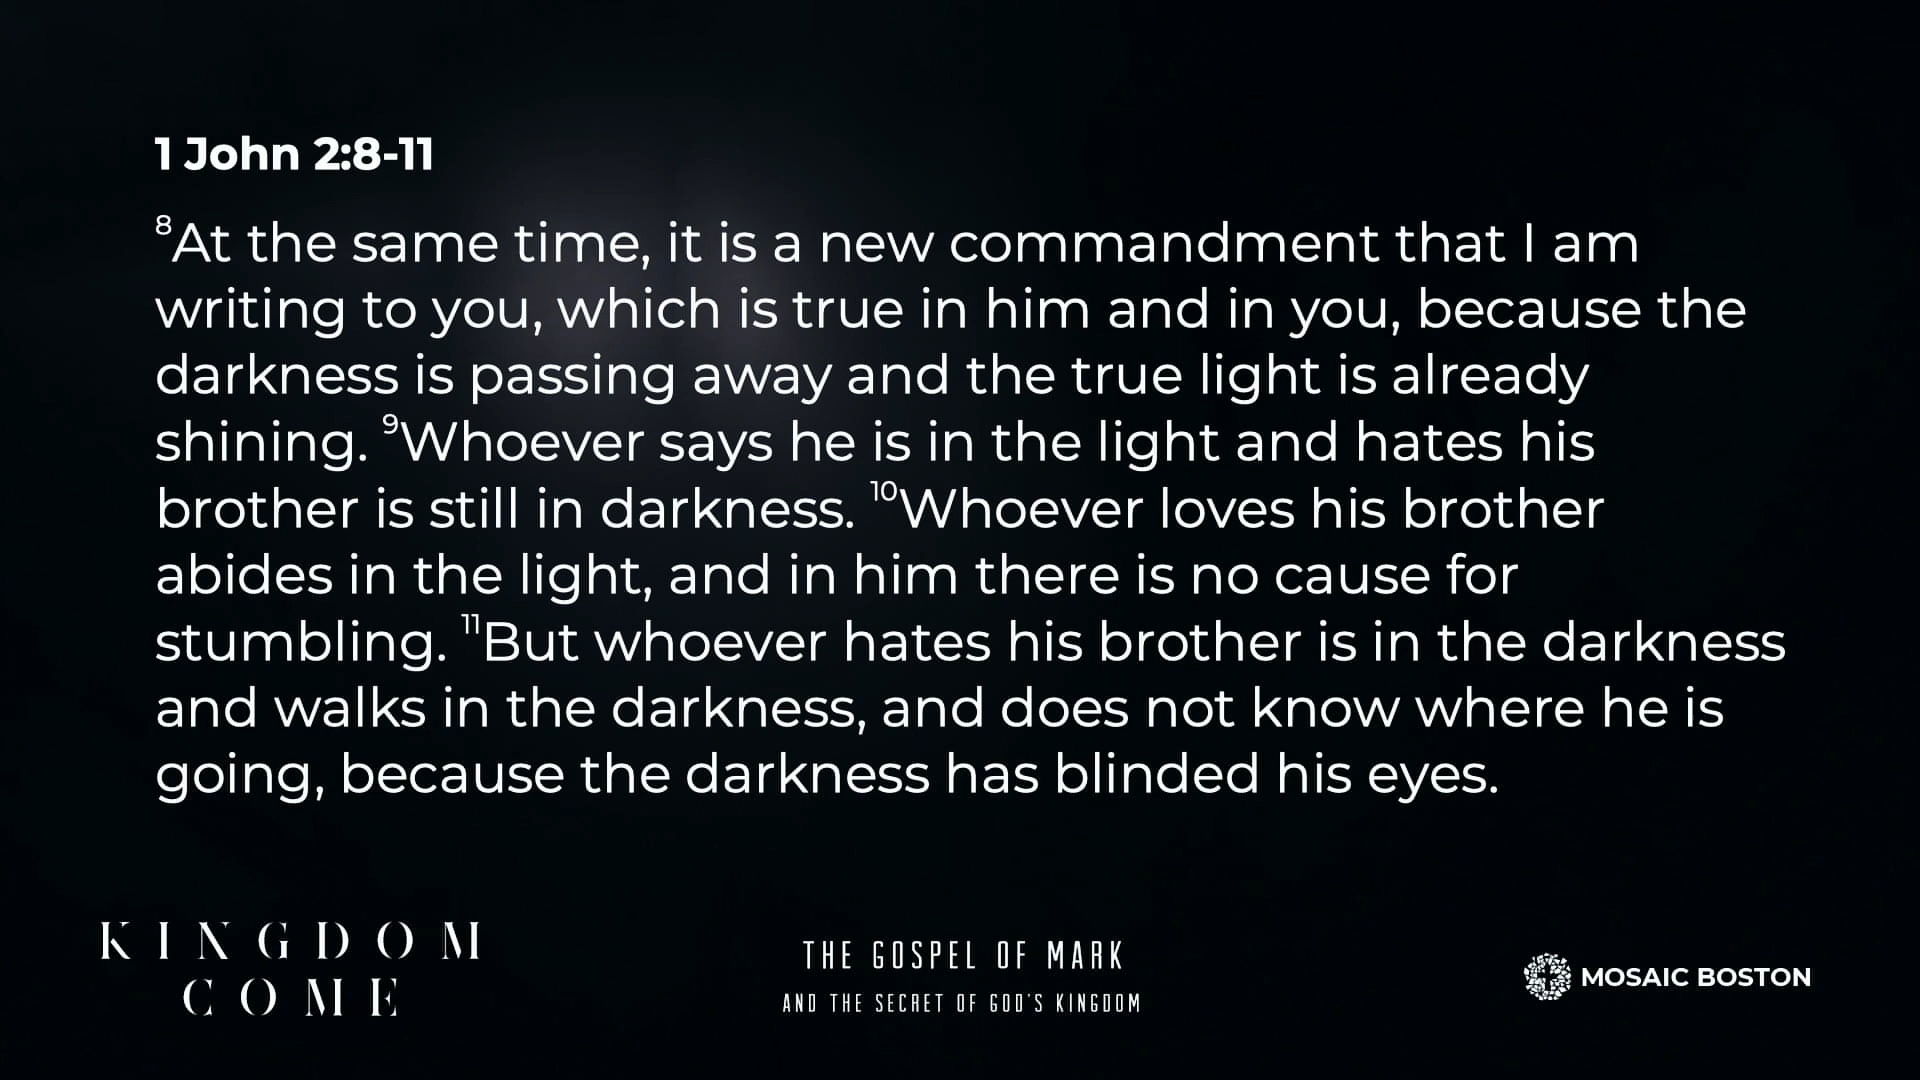 1 John 2:8-11
⁸At the same time, it is a new commandment that I am
writing to you, which is true in him and in you, because the
darkness is passing away and the true light is already
shining. ⁹Whoever says he is in the light and hates his
brother is still in darkness. ¹⁰Whoever loves his brother
abides in the light, and in him there is no cause for
stumbling. ¹¹But whoever hates his brother is in the darkness
and walks in the darkness, and does not know where he is
going, because the darkness has blinded his eyes.
KINGDOM
COME
THE GOSPEL OF MARK
AND THE SECRET OF GOD'S KINGDOM
MOSAIC BOSTON